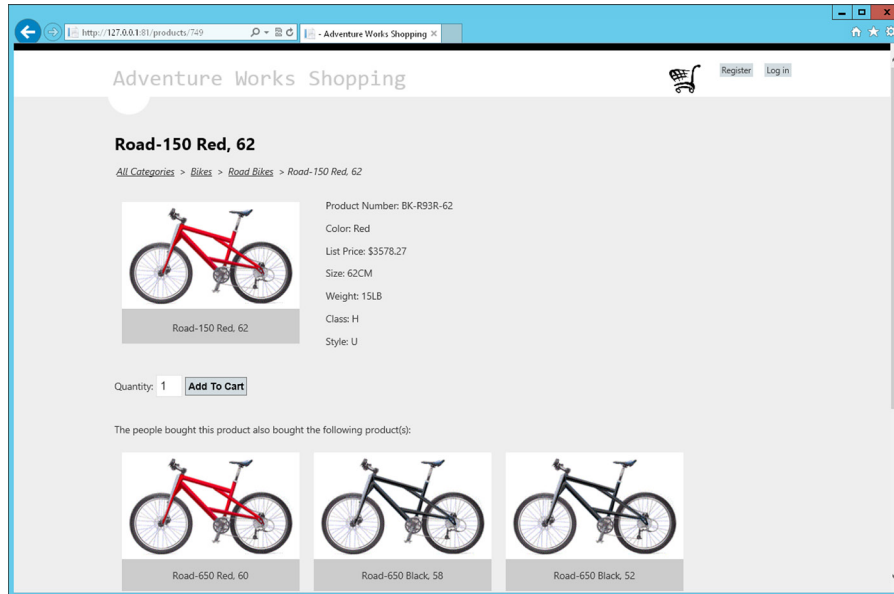 http://127.0.0.1:81/products/749
- Adventure Works Shopping
Adventure Works Shopping
Register
Log in
Road-150 Red, 62
All Categories > Bikes > Road Bikes > Road-150 Red, 62
Product Number: BK-R93R-62
Color: Red
List Price: $3578.27
Size: 62CM
Weight: 15LB
Class: H
Style: U
Road-150 Red, 62
Quantity: 1 Add To Cart
The people bought this product also bought the following product(s):
Road-650 Red, 60
Road-650 Black, 58
Road-650 Black, 52